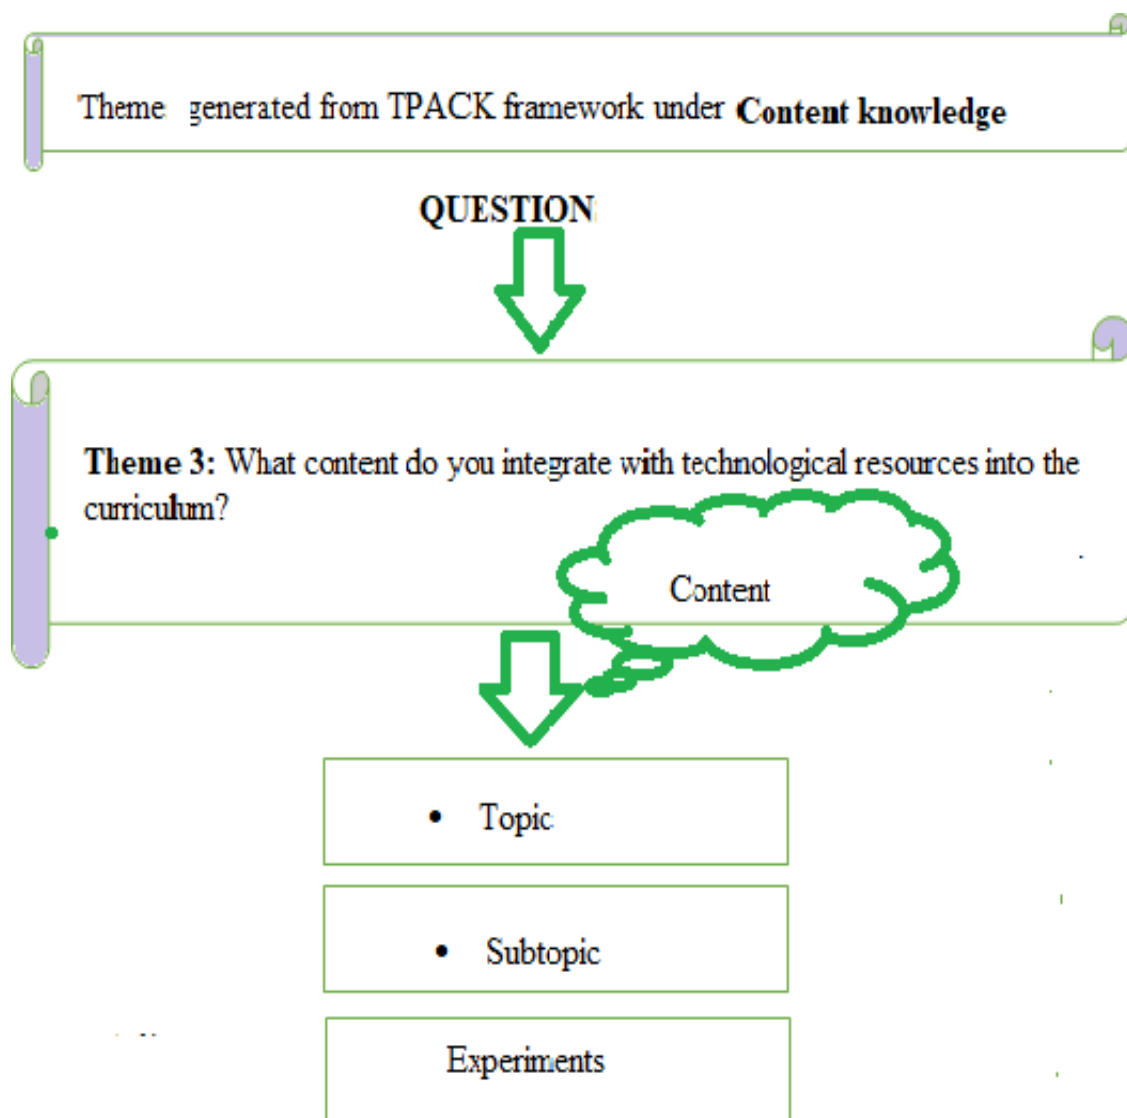 Theme generated from TPACK framework under Content knowledge
QUESTION
Theme 3: What content do you integrate with technological resources into the
curriculum?
Content
• Topic
• Subtopic
Experiments